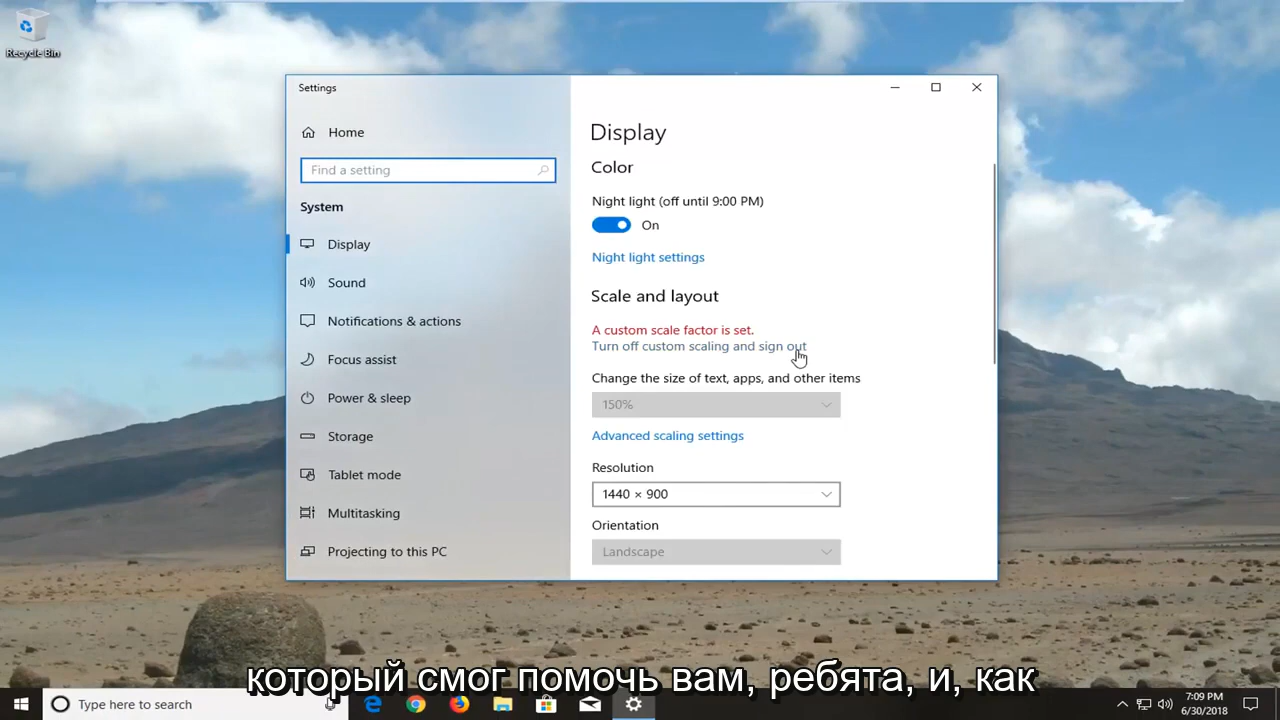 Recycle Bin
Settings
Home
Find a setting
System
Display
Sound
Notifications & actions
Focus assist
Power & sleep
Storage
Tablet mode
Multitasking
Projecting to this PC
Display
Color
Night light (off until 9:00 PM)
On
Night light settings
Scale and layout
A custom scale factor is set.
Turn off custom scaling and sign out
Change the size of text, apps, and other items
150%
Advanced scaling settings
Resolution
1440 × 900
Orientation
Landscape
который смог помочь вам, ребята, и, как
Type here to search
7:09 PM
6/30/2018